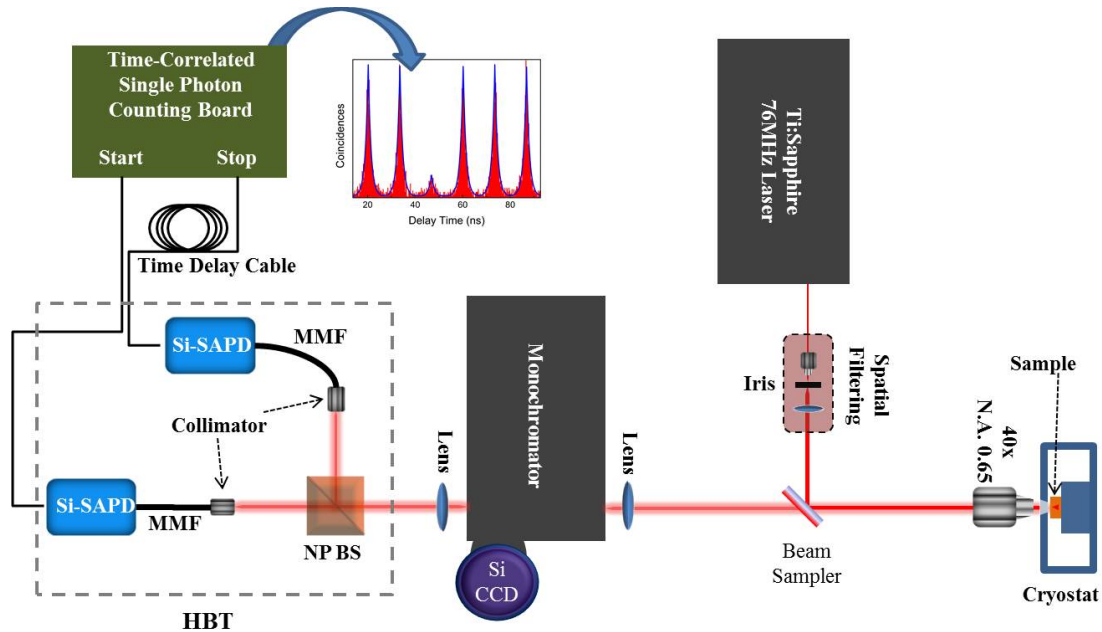 Time-Correlated
Single Photon
Counting Board
Start
Stop
Coincidences
20
40
60
80
Delay Time (ns)
Ti:Sapphire
76MHz Laser
Time Delay Cable
Si-SAPD
MMF
Collimator
Si-SAPD
MMF
NP BS
HBT
Lens
Monochromator
Si
CCD
Lens
Iris
Spatial
Filtering
Beam
Sampler
40x
N.A. 0.65
Sample
Cryostat